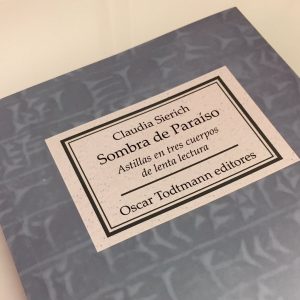 Claudia Sierich
Sombra de Paraíso
Astillas en tres cuerpos
de lenta lectura
Oscar Todtmann editores